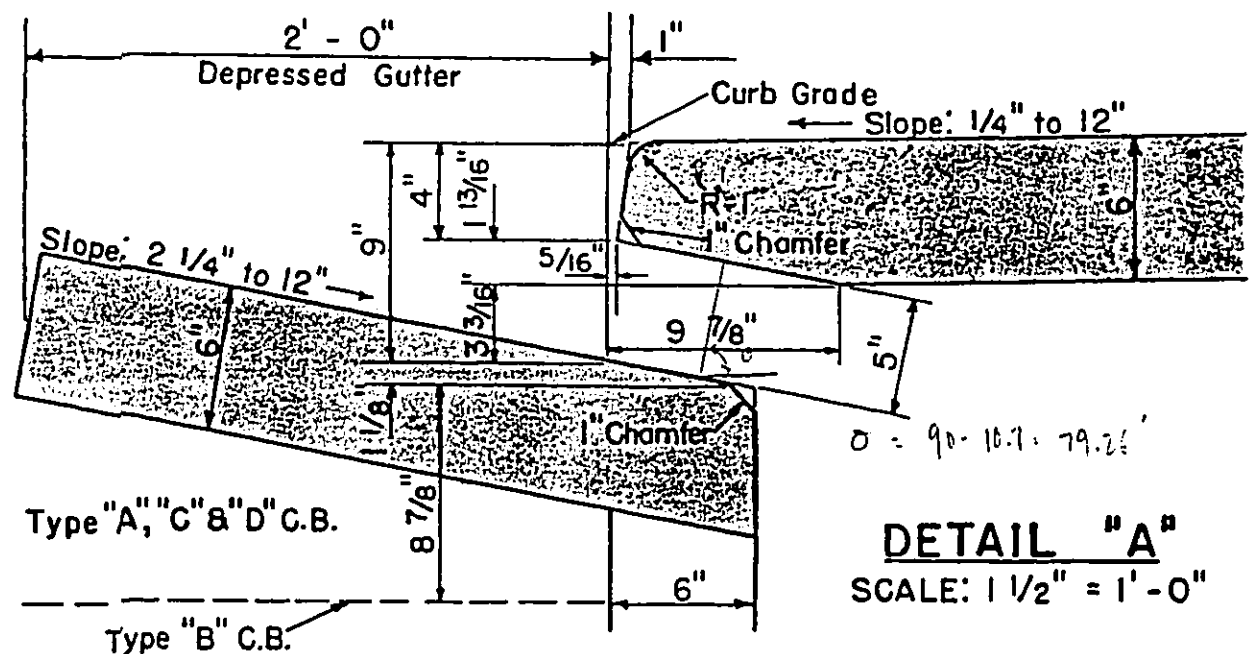 2' - 0"
1"
Depressed Gutter
Curb Grade
Slope: 1/4" to 12"
9"
4"
1 13/16"
R=1"
6"
1" Chamfer
5/16"
Slope: 2 1/4" to 12"
6"
3 3/16"
9 7/8"
5"
1 1/8"
1" Chamfer
8 7/8"
Type "A", "C" & "D" C.B.
DETAIL "A"
SCALE: 1 1/2" = 1' - 0"
6"
Type "B" C.B.